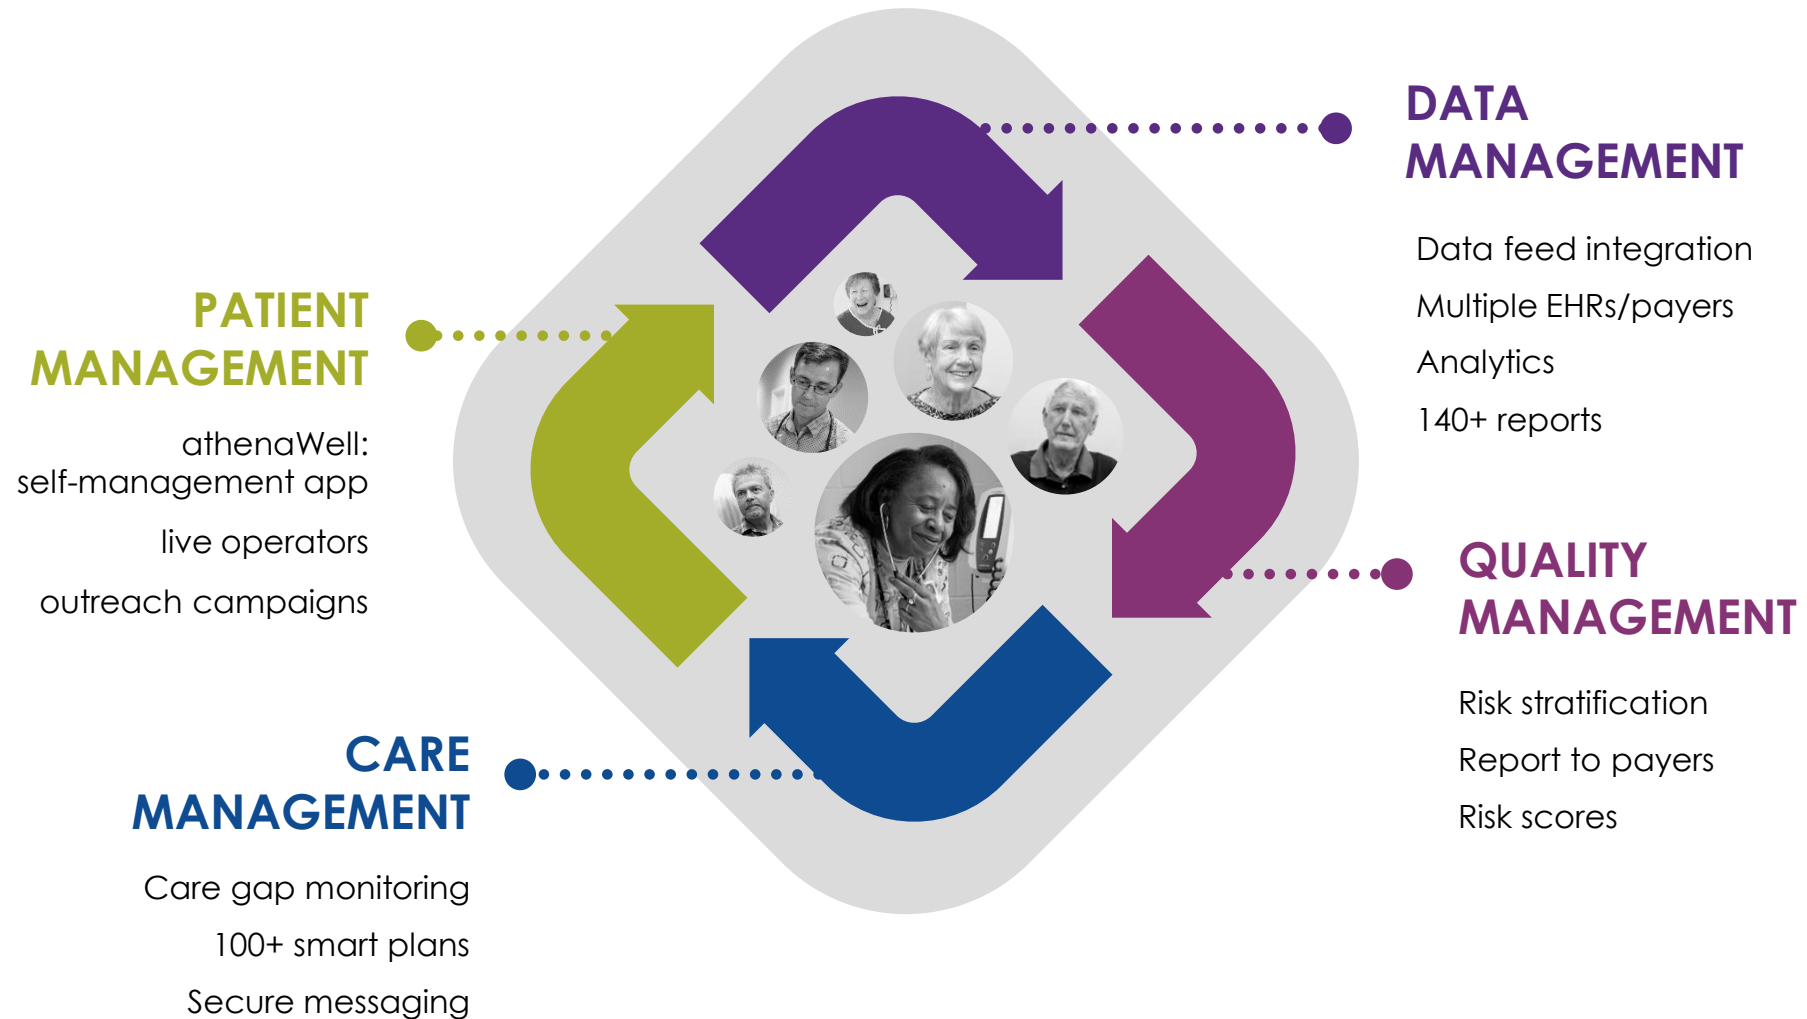 DATA
MANAGEMENT
Data feed integration
Multiple EHRs/payers
Analytics
140+ reports
QUALITY
MANAGEMENT
Risk stratification
Report to payers
Risk scores
CARE
MANAGEMENT
Care gap monitoring
100+ smart plans
Secure messaging
PATIENT
MANAGEMENT
athenaWell:
self-management app
live operators
outreach campaigns